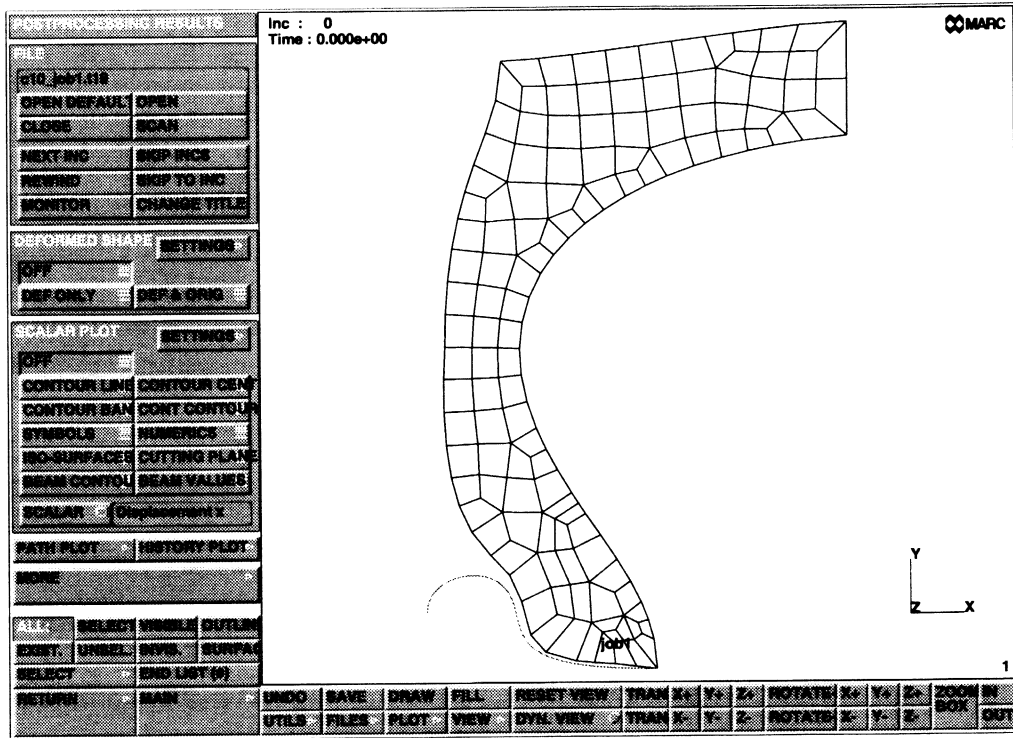 POSTPROCESSING RESULTS
FILE
c10_job1.t19
OPEN DEFAULT OPEN
CLOSE SCAN
NEXT INC SKIP INCS
REWIND SKIP TO INC
MONITOR CHANGE TITLE
DEFORMED SHAPE SETTINGS
OFF
DEF ONLY DEF & ORIG
SCALAR PLOT SETTINGS
OFF
CONTOUR LINE CONTOUR CENT
CONTOUR BAN CONT CONTOUR
SYMBOLS NUMERICS
ISO-SURFACES CUTTING PLANE
BEAM CONTOU BEAM VALUES
SCALAR Displacement x
PATH PLOT HISTORY PLOT
MORE
ALL: SELECT VISIBLE OUTLIN
EXIST. UNSEL. INVIS. SURFAC
SELECT END LIST (#)
RETURN MAIN
Inc : 0
Time : 0.000e+00
MARC
job1
Y
Z X
1
UNDO SAVE DRAW FILL RESET VIEW TRAN X+ Y+ Z+ ROTATE X+ Y+ Z+ ZOOM IN
UTILS FILES PLOT VIEW DYN. VIEW TRAN X- Y- Z- ROTATE X- Y- Z- BOX OUT